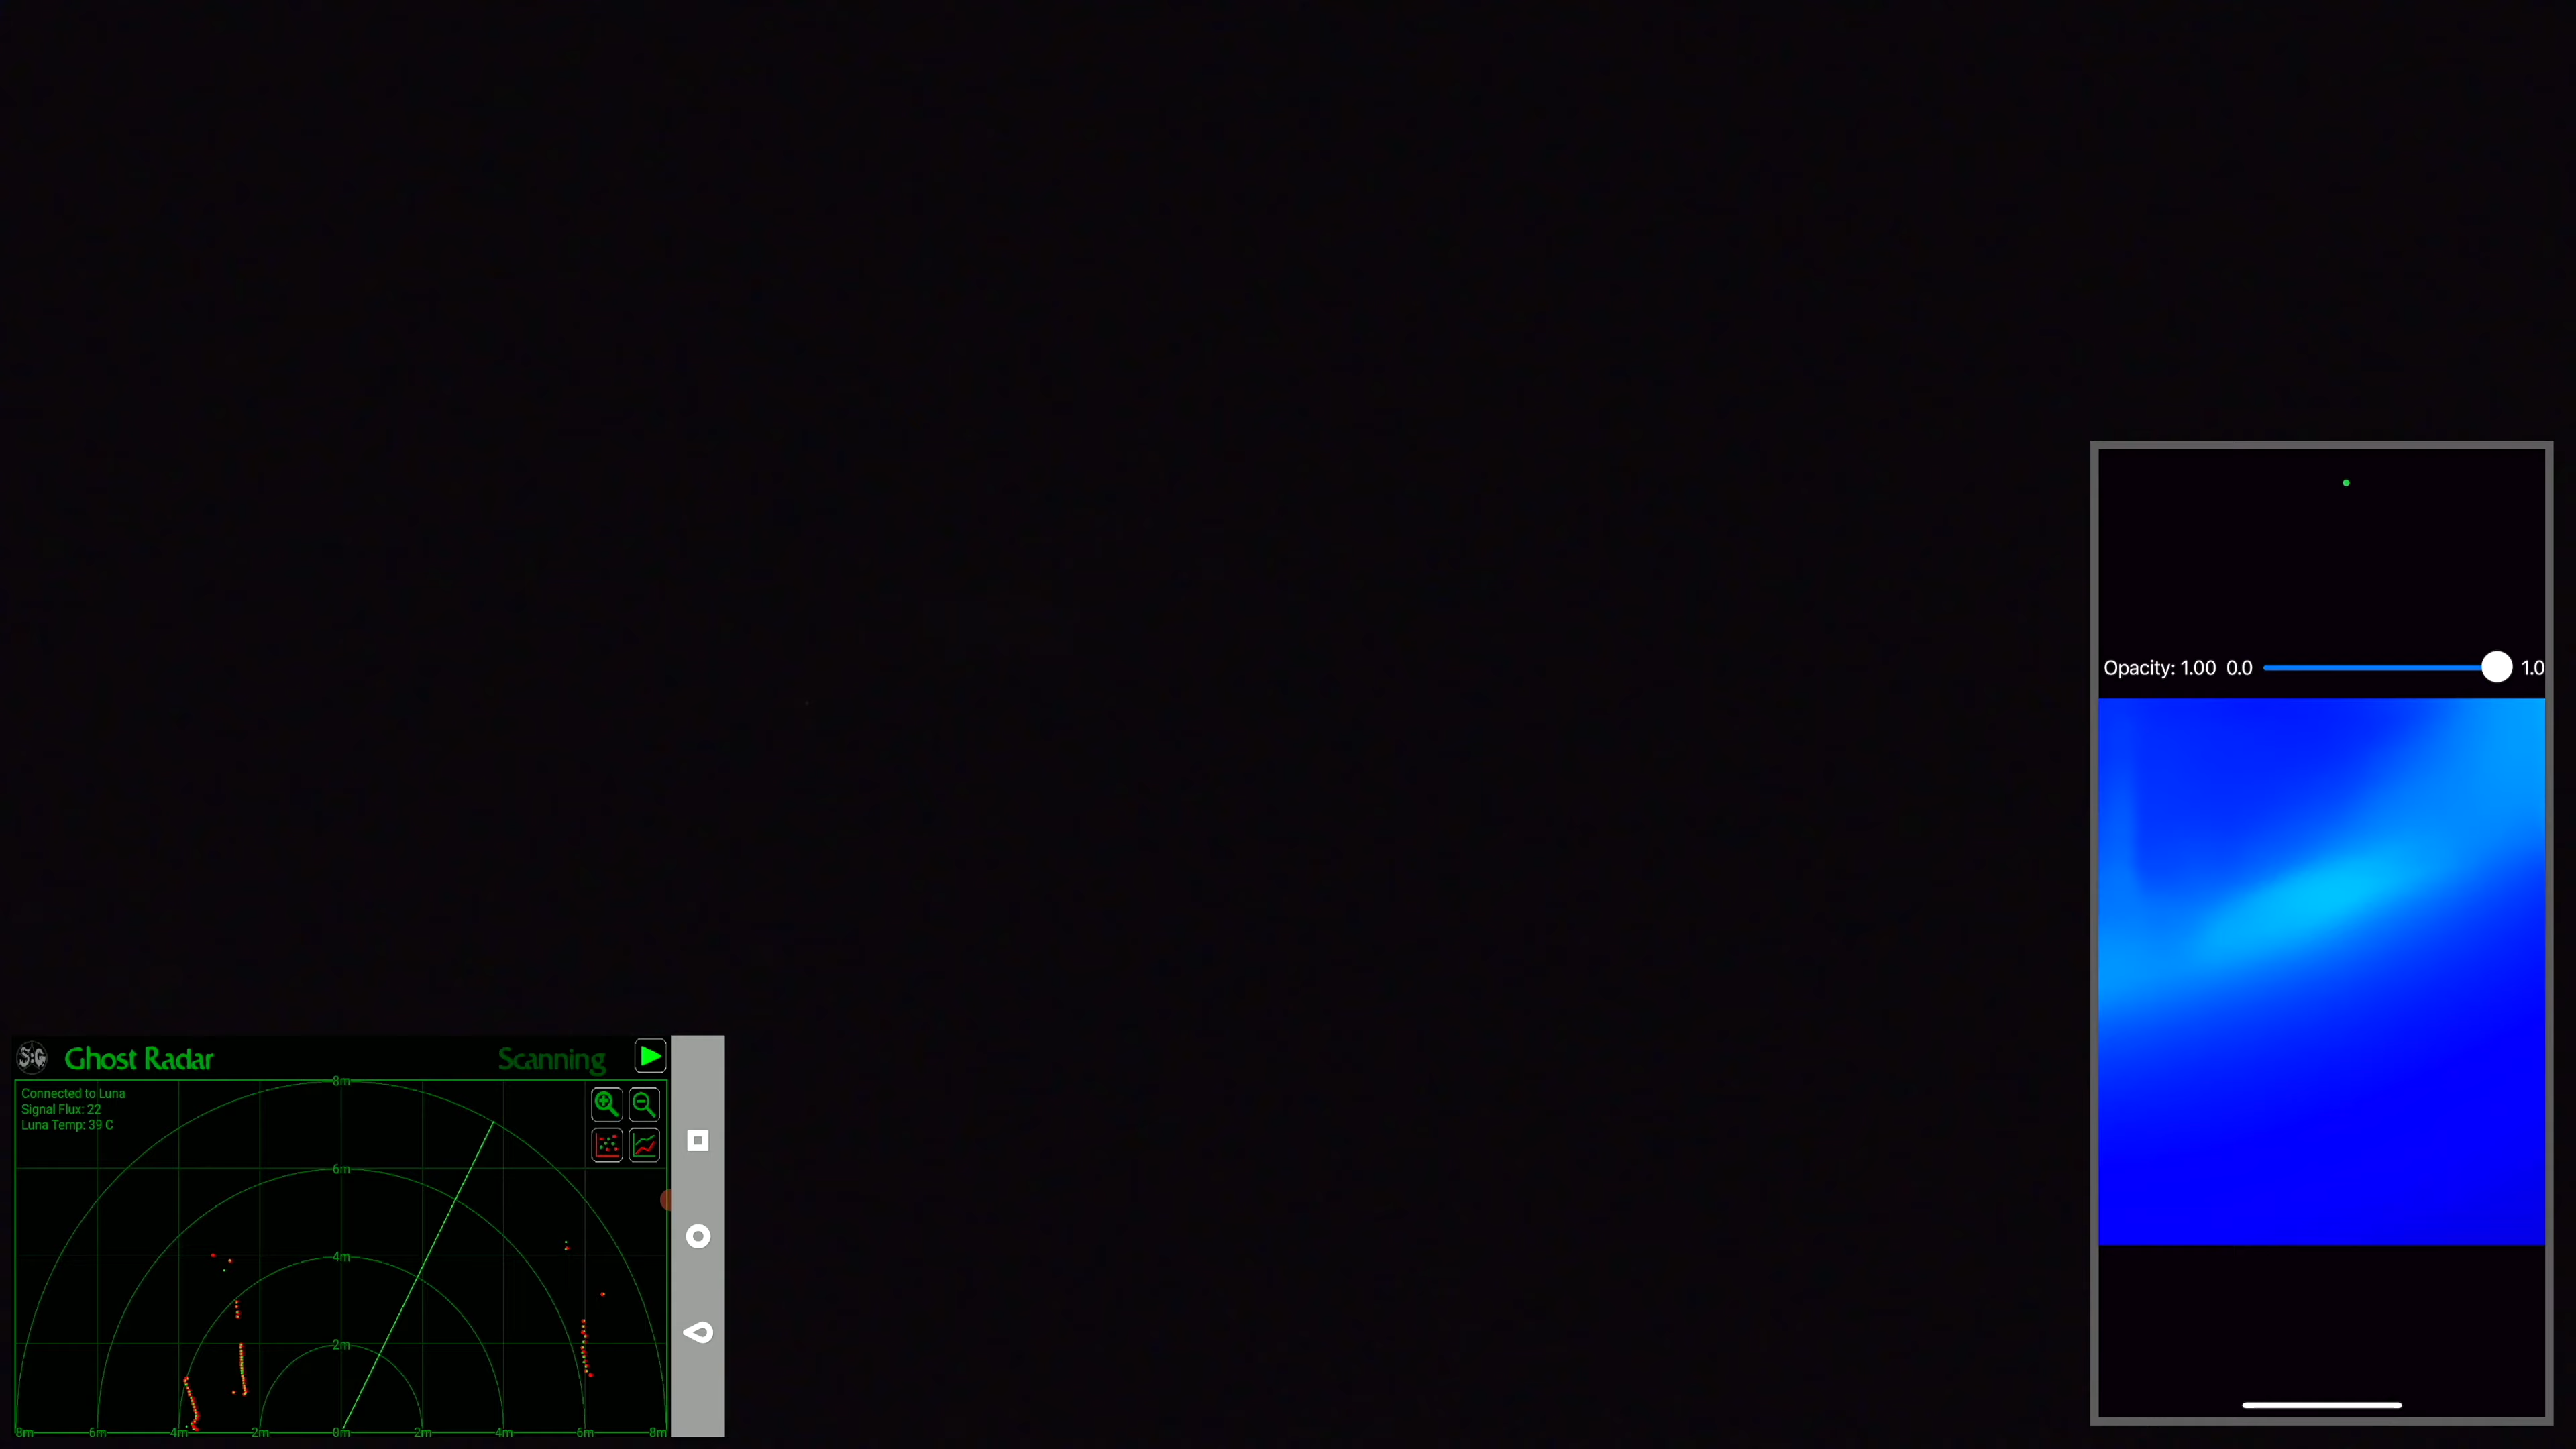 Opacity: 1.00 0.0 1.0
S:G Ghost Radar Scanning
Connected to Luna
Signal Flux: 22
Luna Temp: 39 C
8m
6m
4m
2m
8m 6m 4m 2m 0m 2m 4m 6m 8m